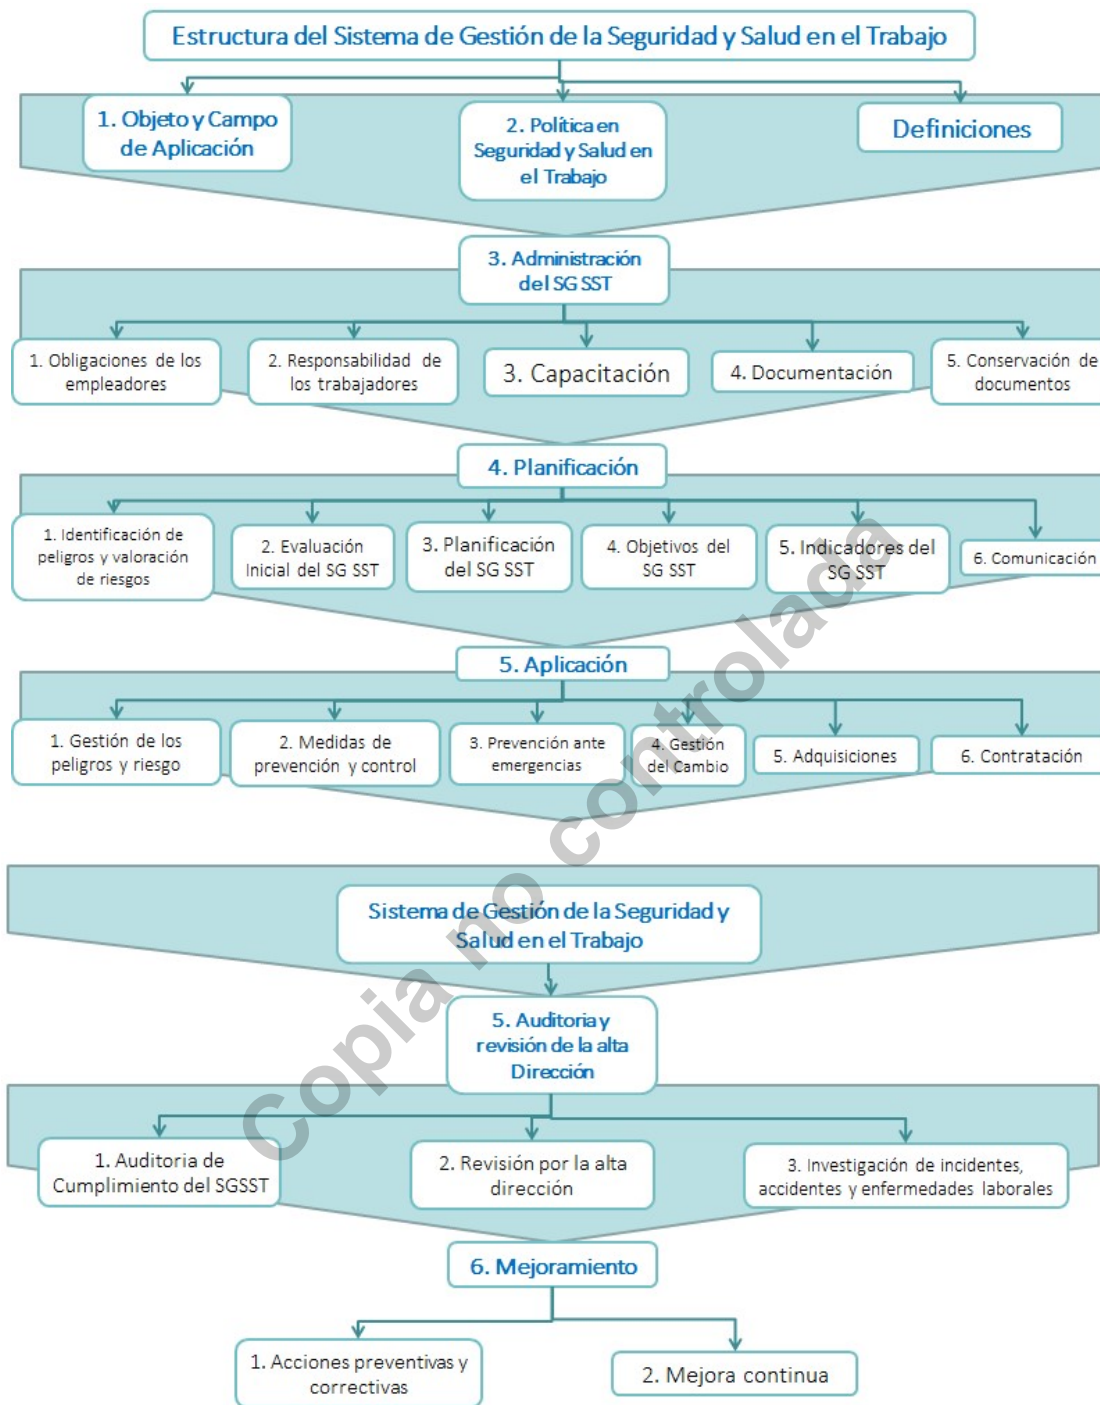 Estructura del Sistema de Gestión de la Seguridad y Salud en el Trabajo
1. Objeto y Campo
de Aplicación
2. Política en
Seguridad y Salud en
el Trabajo
Definiciones
3. Administración
del SG SST
1. Obligaciones de los
empleadores
2. Responsabilidad de
los trabajadores
3. Capacitación
4. Documentación
5. Conservación de
documentos
4. Planificación
1. Identificación de
peligros y valoración
de riesgos
2. Evaluación
Inicial del SG SST
3. Planificación
del SG SST
4. Objetivos del
SG SST
5. Indicadores del
SG SST
6. Comunicación
5. Aplicación
1. Gestión de los
peligros y riesgo
2. Medidas de
prevención y control
3. Prevención ante
emergencias
4. Gestión
del Cambio
5. Adquisiciones
6. Contratación
Sistema de Gestión de la Seguridad y
Salud en el Trabajo
5. Auditoria y
revisión de la alta
Dirección
1. Auditoria de
Cumplimiento del SGSST
2. Revisión por la alta
dirección
3. Investigación de incidentes,
accidentes y enfermedades laborales
6. Mejoramiento
1. Acciones preventivas y
correctivas
2. Mejora continua
Copia no controlada